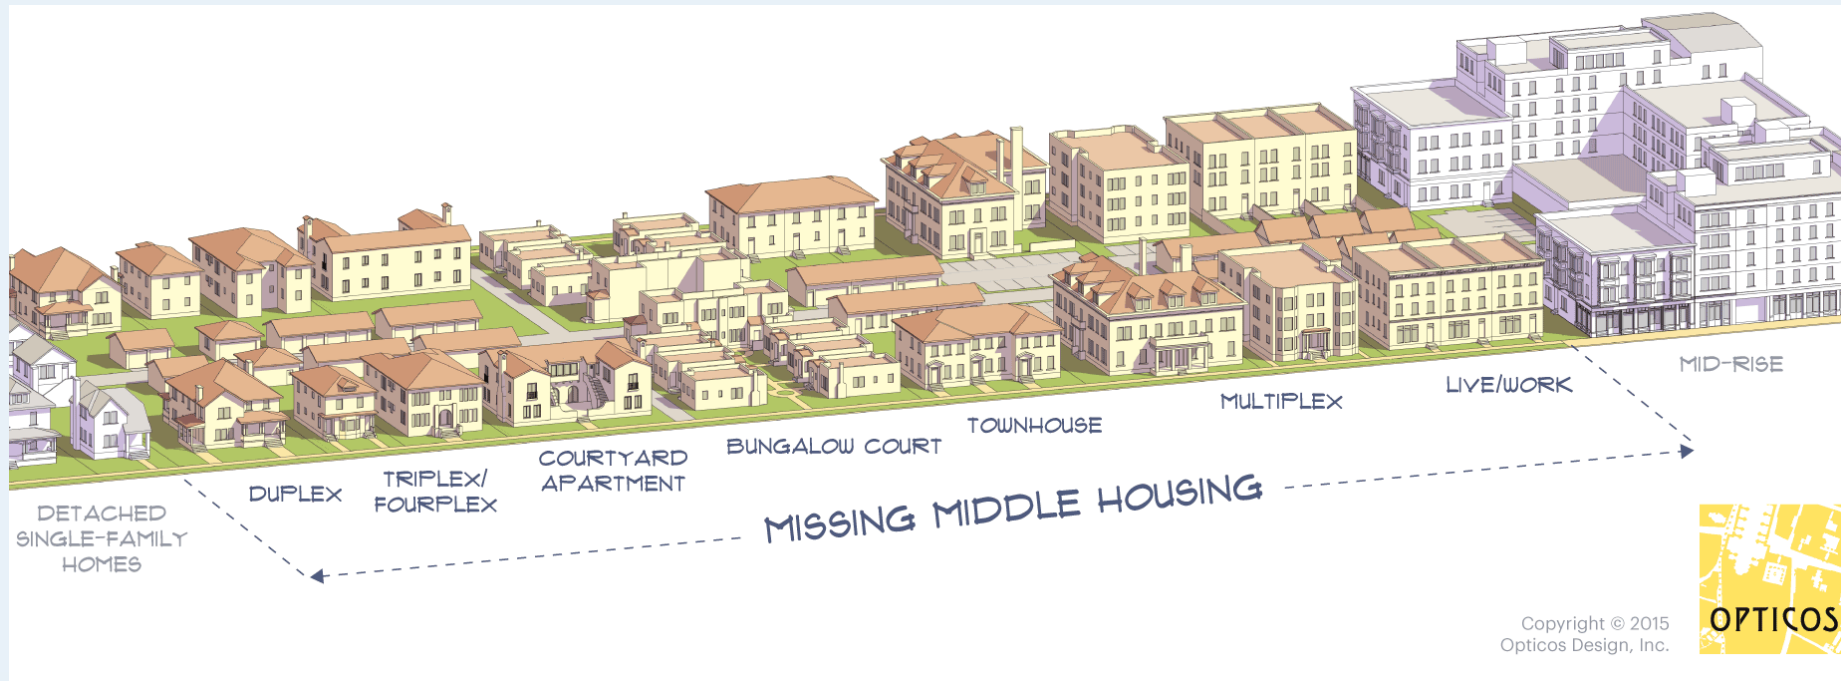 DETACHED
SINGLE-FAMILY
HOMES
DUPLEX
TRIPLEX/
FOURPLEX
COURTYARD
APARTMENT
BUNGALOW COURT
TOWNHOUSE
MULTIPLEX
LIVE/WORK
MID-RISE
MISSING MIDDLE HOUSING
Copyright © 2015
Opticos Design, Inc.
OPTICOS